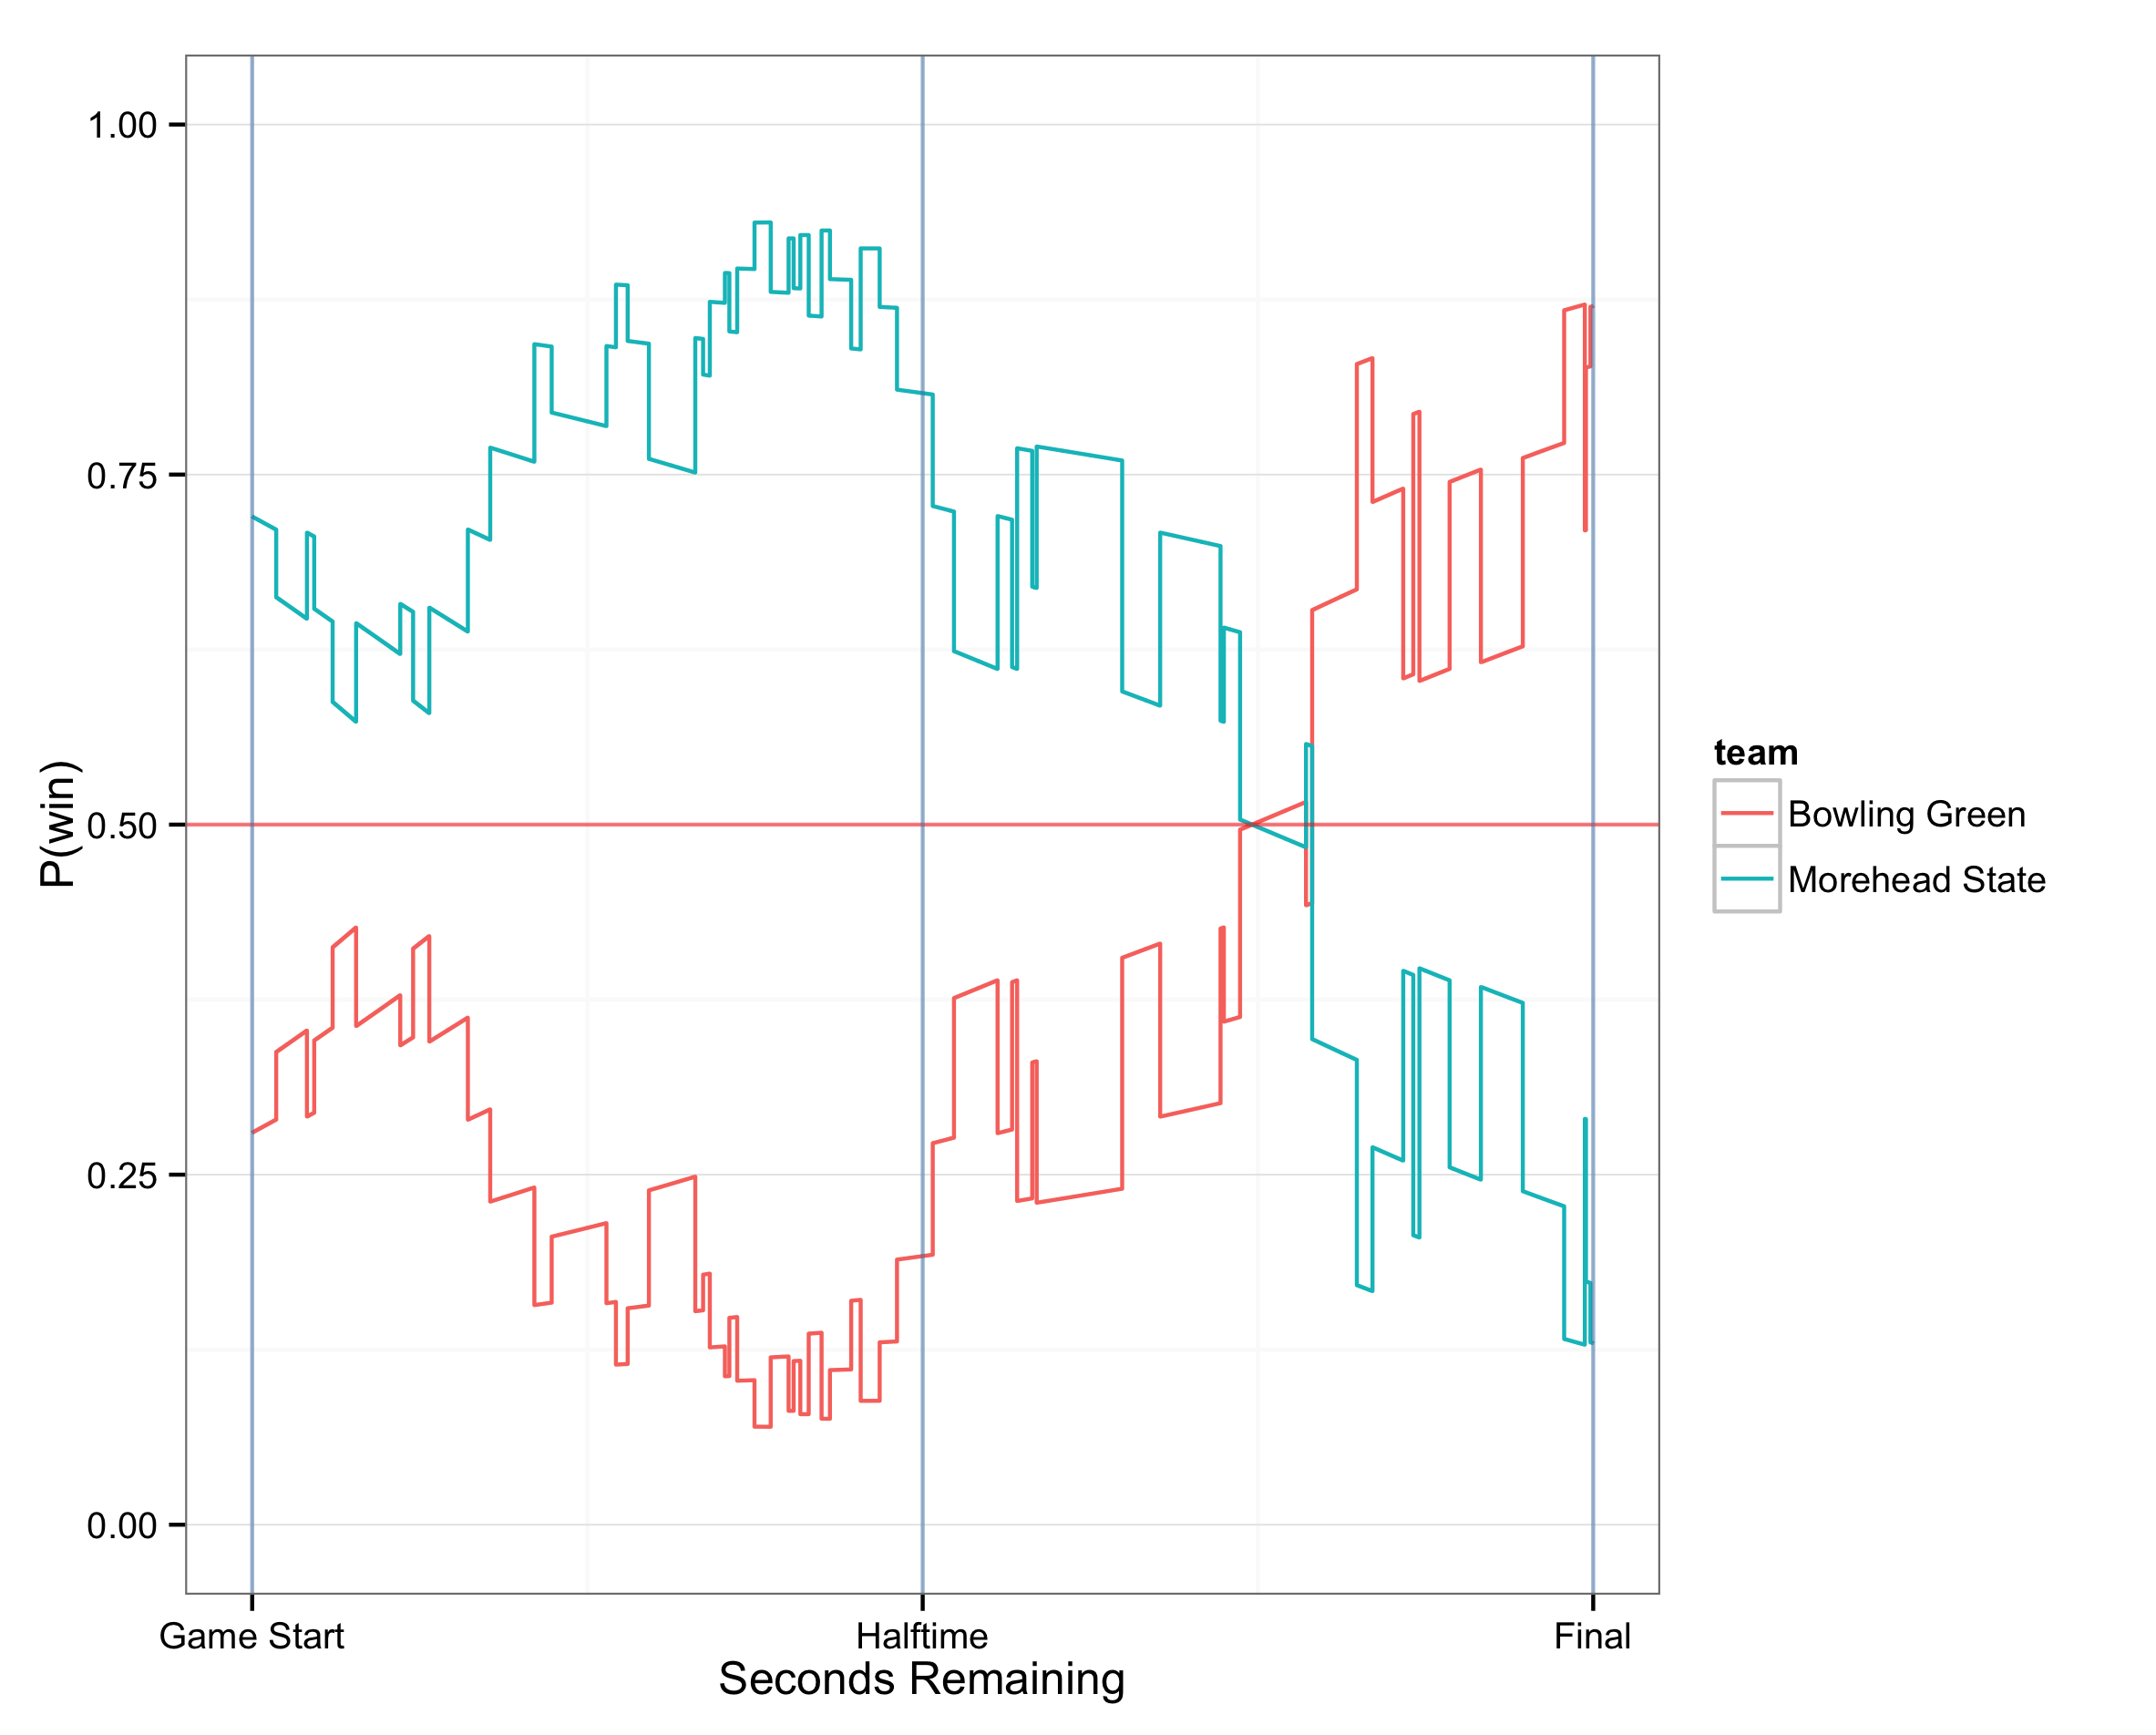 1.00
0.75
0.50
0.25
0.00
P(win)
Game Start
Halftime
Final
Seconds Remaining
team
Bowling Green
Morehead State